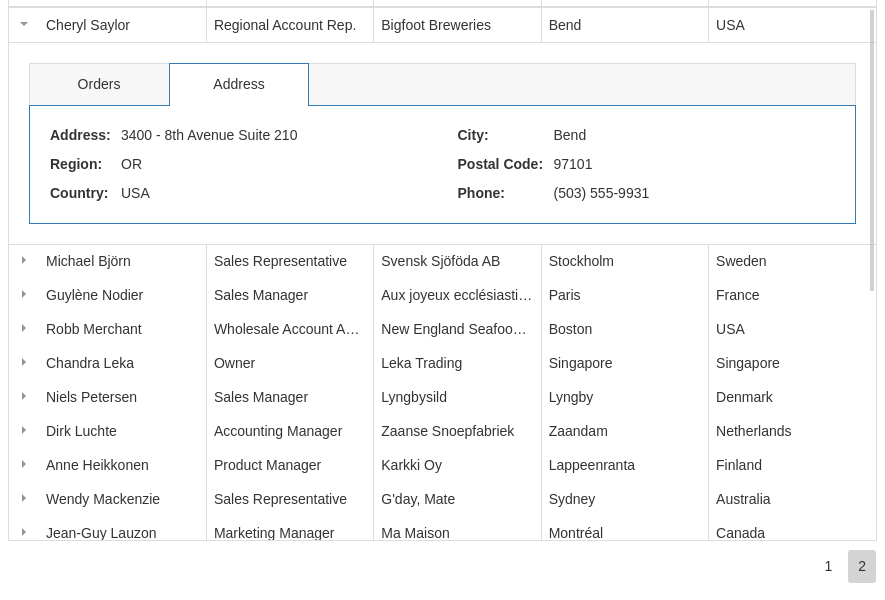 Cheryl Saylor Regional Account Rep. Bigfoot Breweries Bend USA
Orders Address
Address: 3400 - 8th Avenue Suite 210 City: Bend
Region: OR Postal Code: 97101
Country: USA Phone: (503) 555-9931
Michael Björn Sales Representative Svensk Sjöföda AB Stockholm Sweden
Guylène Nodier Sales Manager Aux joyeux ecclésiasti… Paris France
Robb Merchant Wholesale Account A… New England Seafoo… Boston USA
Chandra Leka Owner Leka Trading Singapore Singapore
Niels Petersen Sales Manager Lyngbysild Lyngby Denmark
Dirk Luchte Accounting Manager Zaanse Snoepfabriek Zaandam Netherlands
Anne Heikkonen Product Manager Karkki Oy Lappeenranta Finland
Wendy Mackenzie Sales Representative G'day, Mate Sydney Australia
Jean-Guy Lauzon Marketing Manager Ma Maison Montréal Canada
1 2